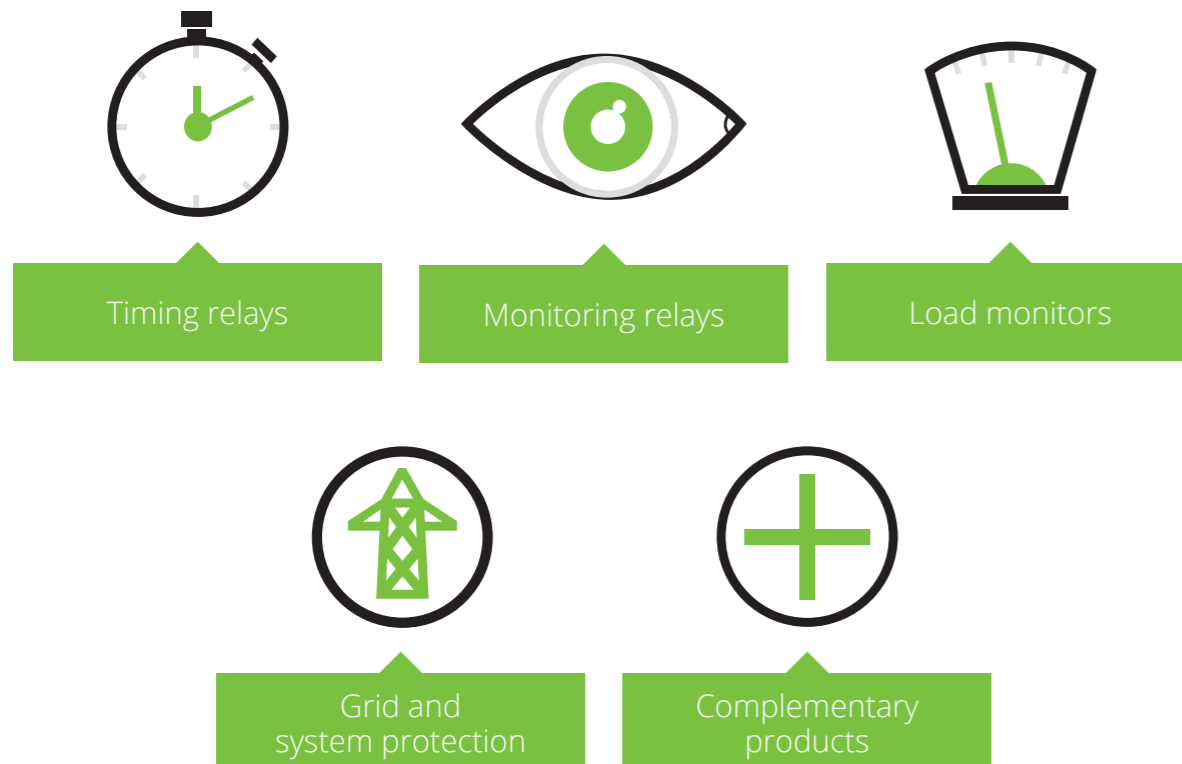 Timing relays
Monitoring relays
Load monitors
Grid and
system protection
Complementary
products